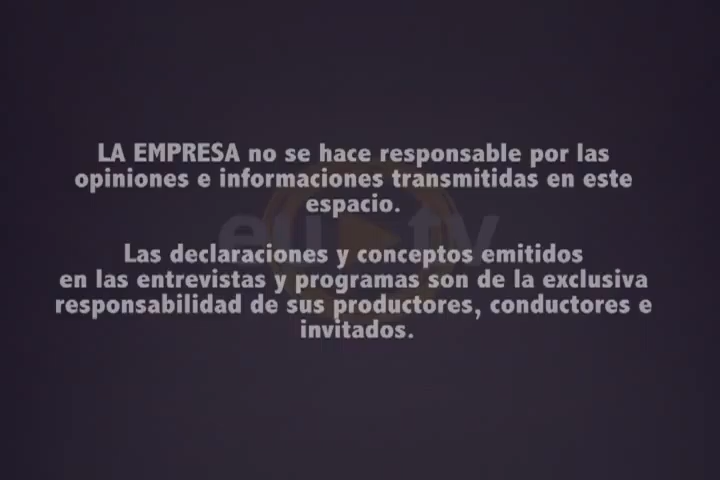 LA EMPRESA no se hace responsable por las
opiniones e informaciones transmitidas en este
espacio.
Las declaraciones y conceptos emitidos
en las entrevistas y programas son de la exclusiva
responsabilidad de sus productores, conductores e
invitados.